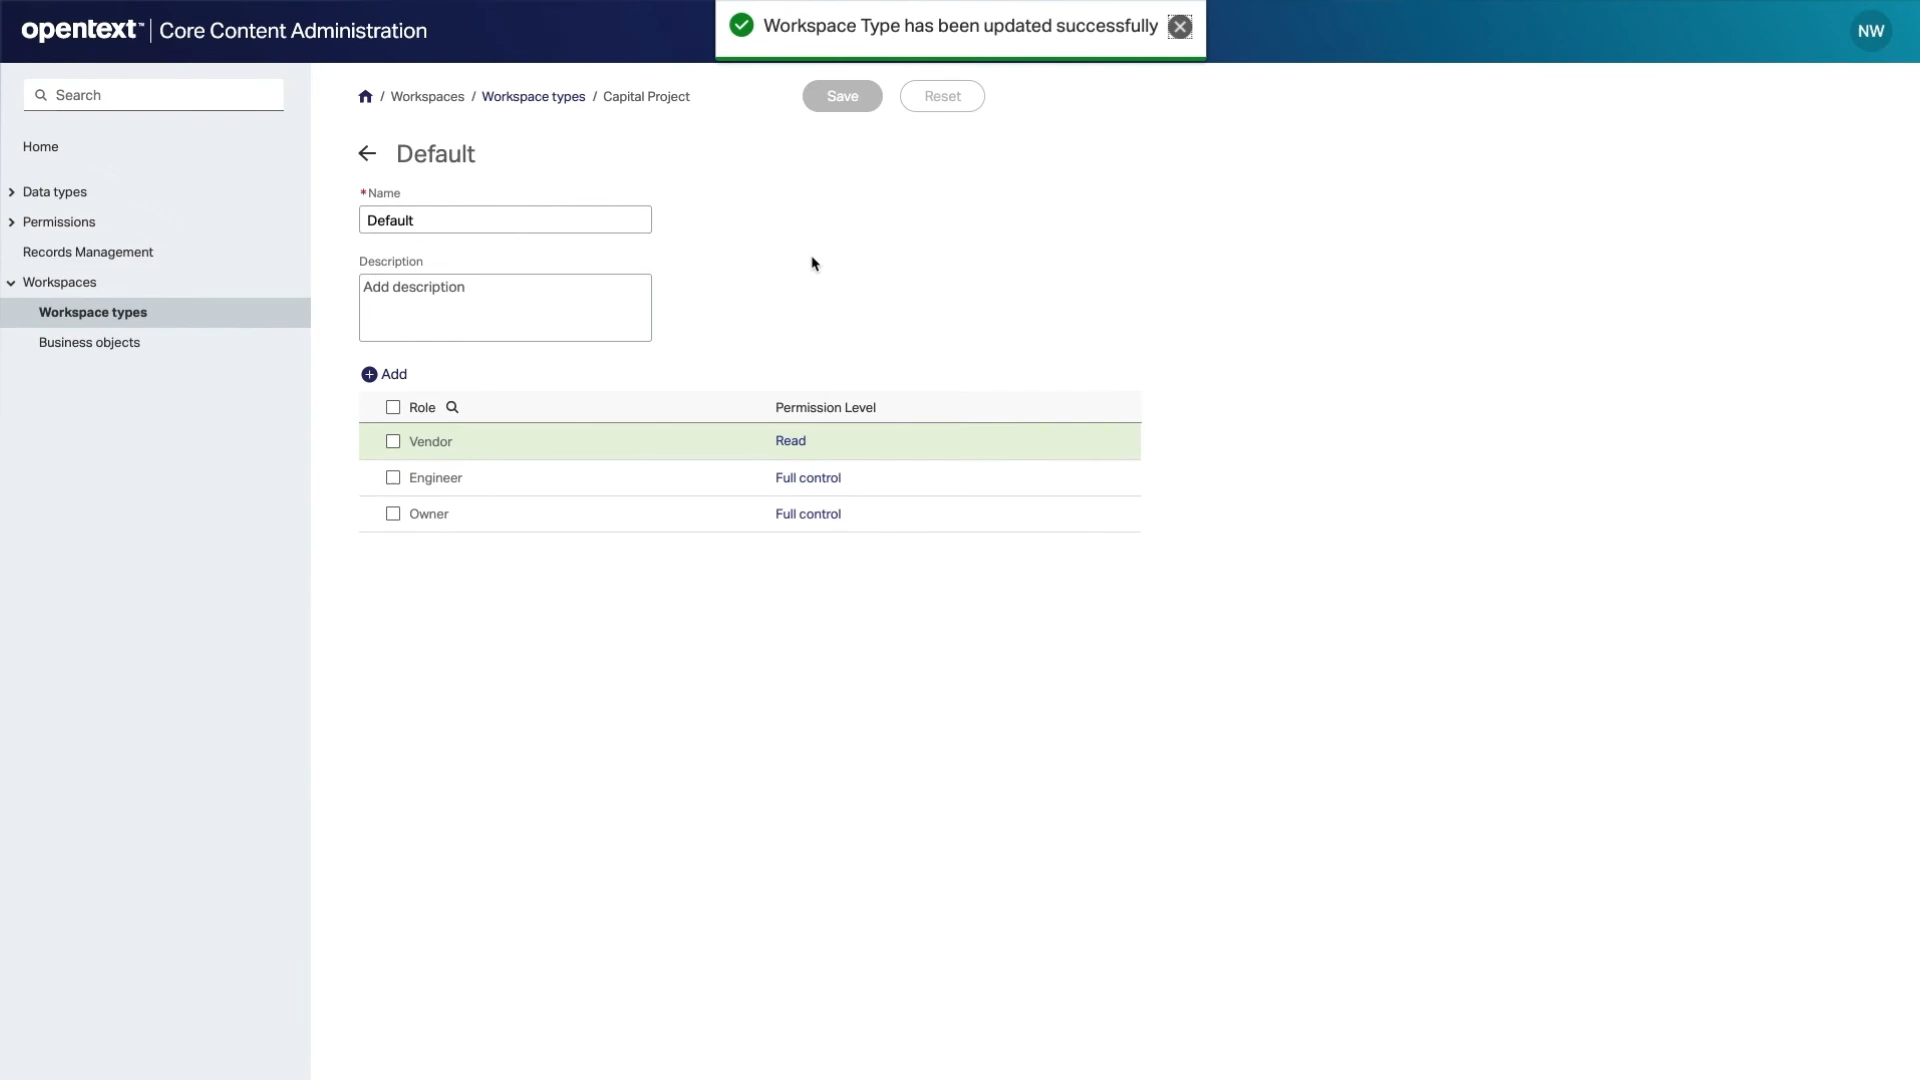 opentext™ | Core Content Administration
Workspace Type has been updated successfully
NW
Search
Home
Data types
Permissions
Records Management
Workspaces
Workspace types
Business objects
/ Workspaces / Workspace types / Capital Project
Save
Reset
Default
*Name
Default
Description
Add description
Add
Role
Permission Level
Vendor
Read
Engineer
Full control
Owner
Full control